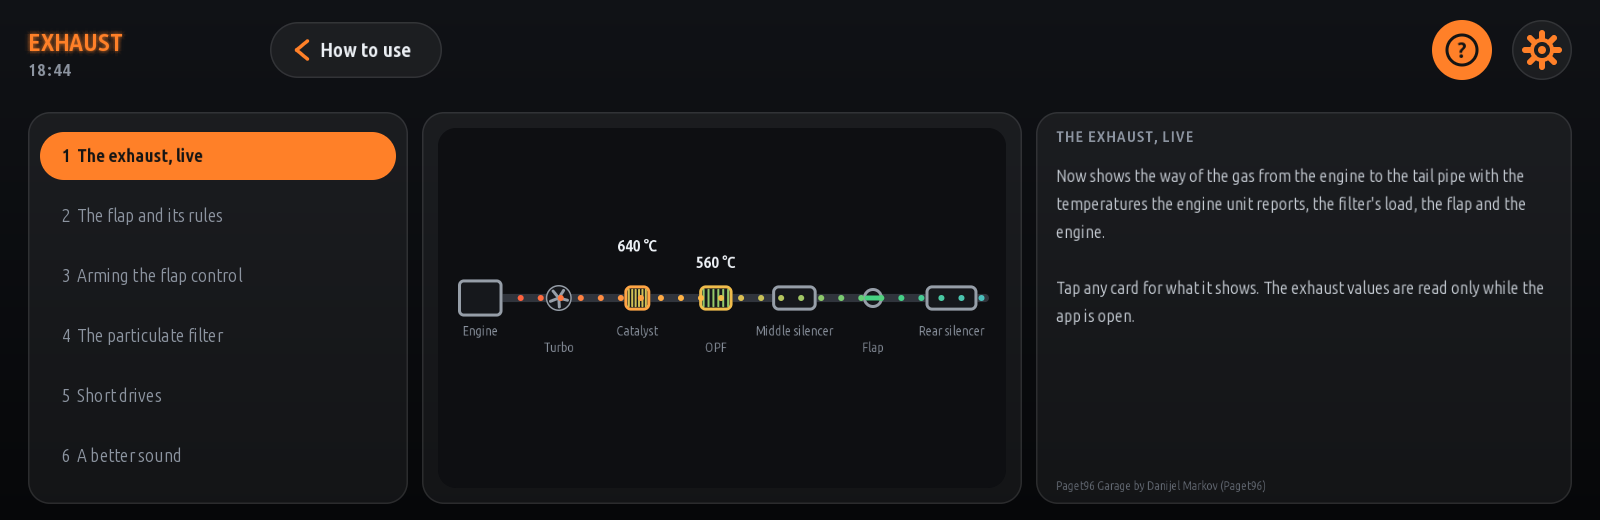 EXHAUST
18:44
How to use
?
1 The exhaust, live
2 The flap and its rules
3 Arming the flap control
4 The particulate filter
5 Short drives
6 A better sound
640 °C
560 °C
Engine
Turbo
Catalyst
OPF
Middle silencer
Flap
Rear silencer
THE EXHAUST, LIVE
Now shows the way of the gas from the engine to the tail pipe with the
temperatures the engine unit reports, the filter's load, the flap and the
engine.
Tap any card for what it shows. The exhaust values are read only while the
app is open.
Paget96 Garage by Danijel Markov (Paget96)